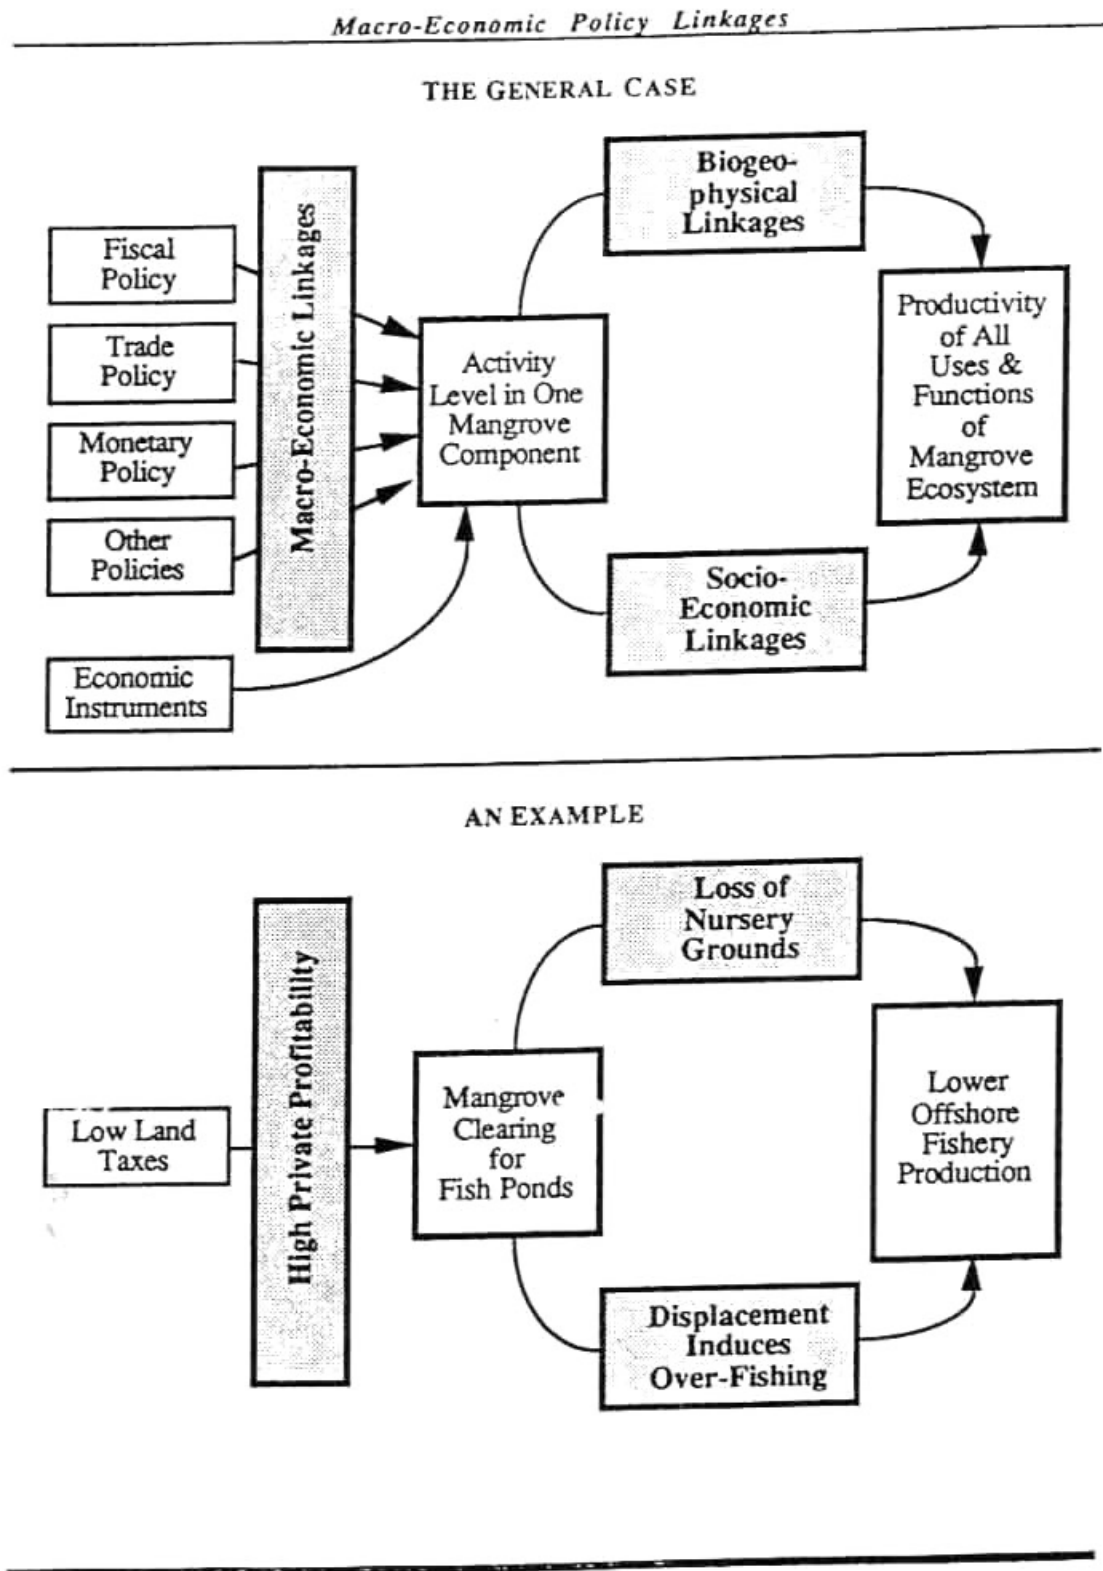 Macro-Economic Policy Linkages
THE GENERAL CASE
Fiscal
Policy
Trade
Policy
Monetary
Policy
Other
Policies
Economic
Instruments
Macro-Economic Linkages
Activity
Level in One
Mangrove
Component
Biogeo-
physical
Linkages
Socio-
Economic
Linkages
Productivity
of All
Uses &
Functions
of
Mangrove
Ecosystem
AN EXAMPLE
Low Land
Taxes
High Private Profitability
Mangrove
Clearing
for
Fish Ponds
Loss of
Nursery
Grounds
Displacement
Induces
Over-Fishing
Lower
Offshore
Fishery
Production